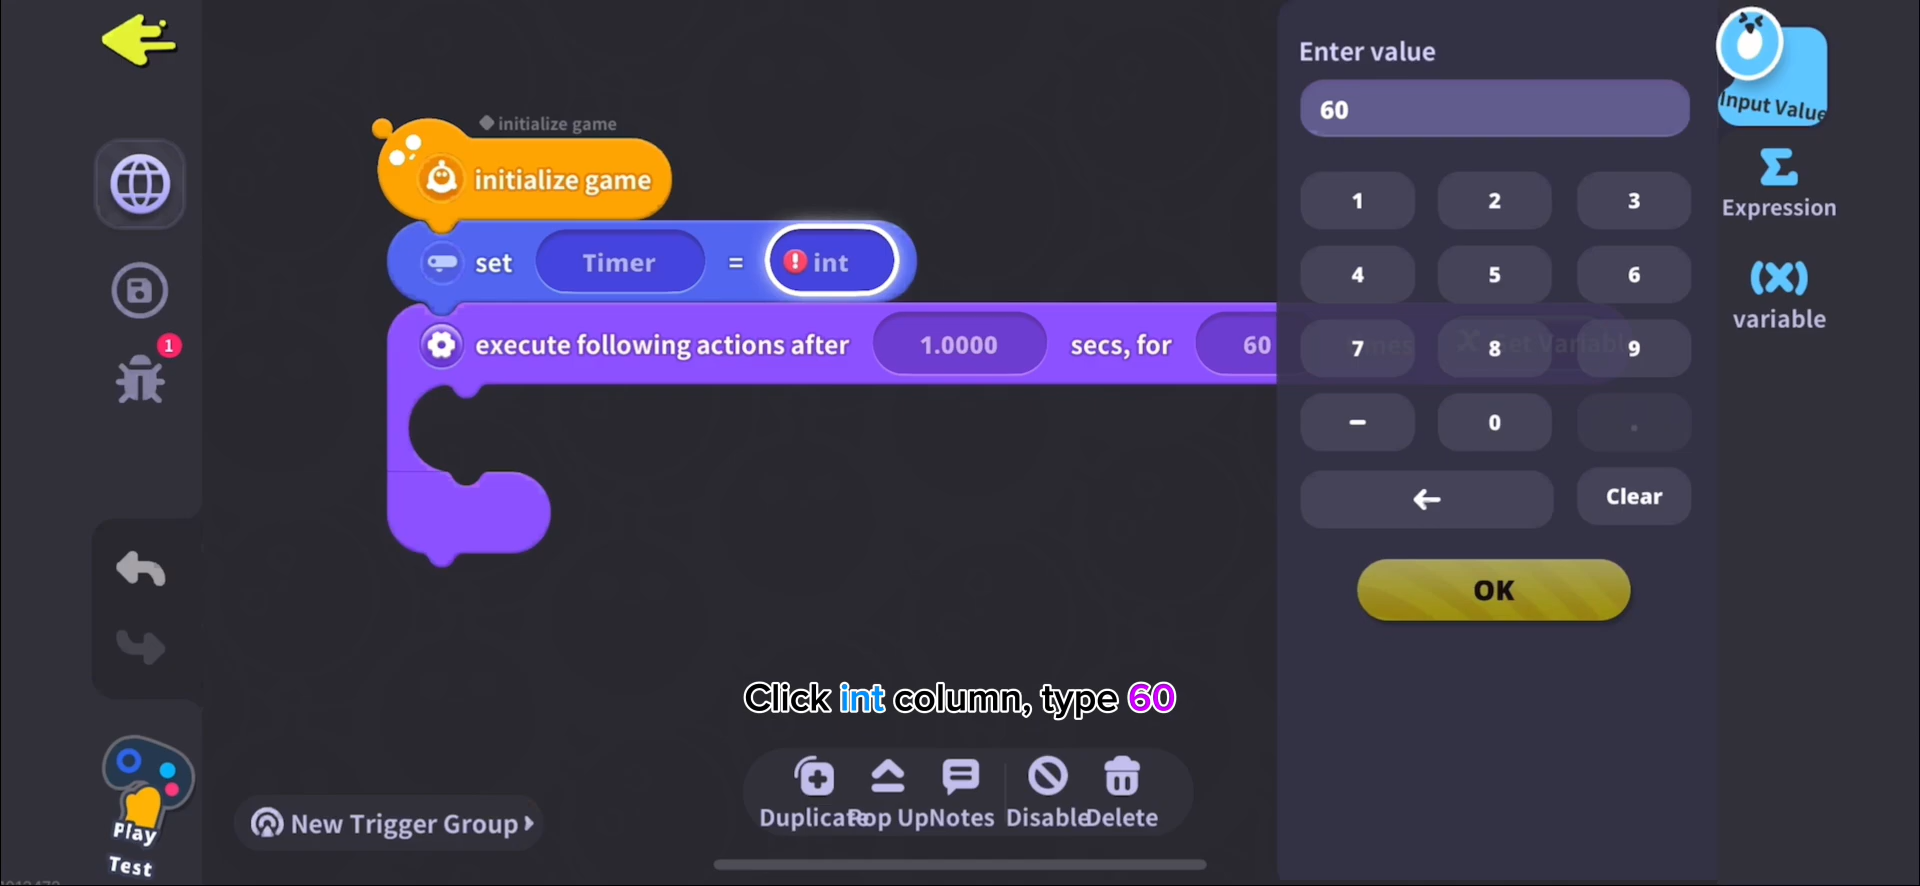 Enter value
60
Input Value
initialize game
initialize game
1 2 3
Expression
set Timer = int
4 5 6
variable
1
execute following actions after 1.0000 secs, for 60
7 8 9
- 0 .
Clear
OK
Click int column, type 60
Duplicate Pop Up Notes Disable Delete
New Trigger Group
Play
Test